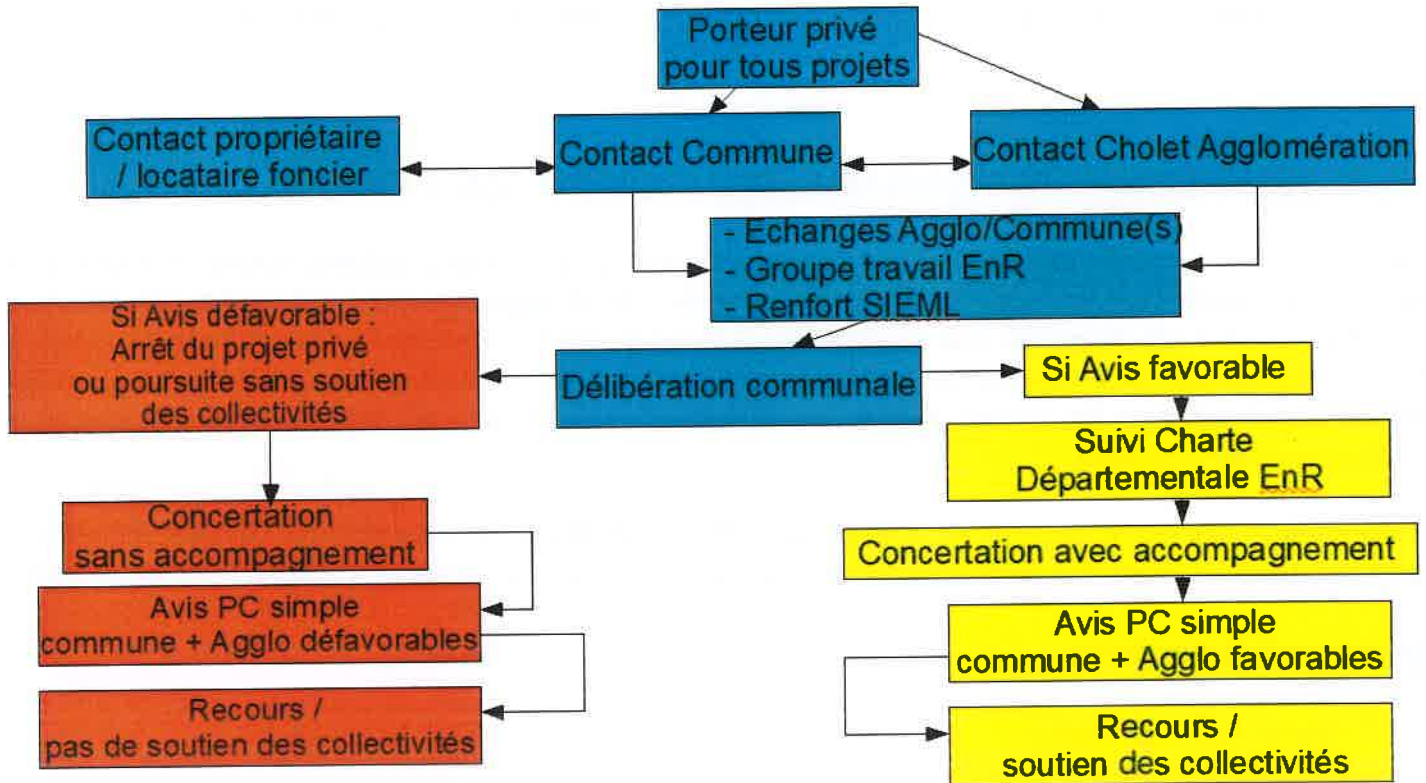 Porteur privé
pour tous projets
Contact propriétaire
/ locataire foncier
Contact Commune
Contact Cholet Agglomération
- Echanges Agglo/Commune(s)
- Groupe travail EnR
- Renfort SIEML
Si Avis défavorable :
Arrêt du projet privé
ou poursuite sans soutien
des collectivités
Délibération communale
Si Avis favorable
Suivi Charte
Départementale EnR
Concertation
sans accompagnement
Concertation avec accompagnement
Avis PC simple
commune + Agglo défavorables
Avis PC simple
commune + Agglo favorables
Recours /
pas de soutien des collectivités
Recours /
soutien des collectivités